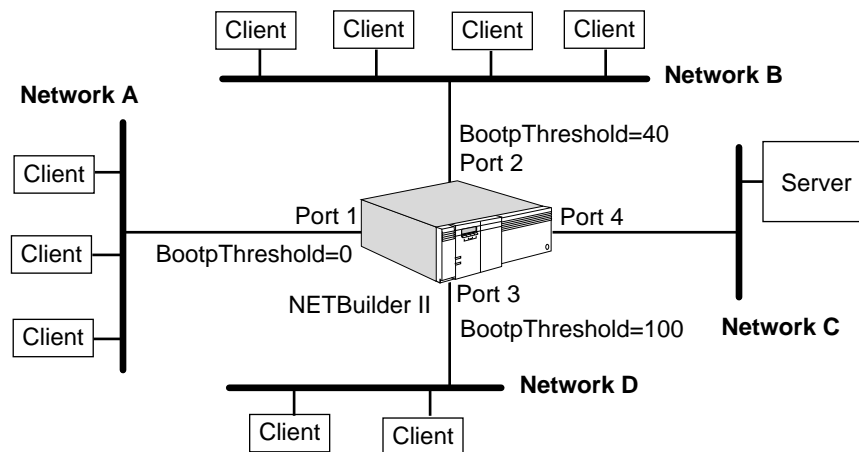 Client
Client
Client
Client
Network B
Network A
BootpThreshold=40
Port 2
Client
Server
Port 1
Port 4
Client
BootpThreshold=0
Port 3
NETBuilder II
BootpThreshold=100
Client
Network C
Network D
Client
Client